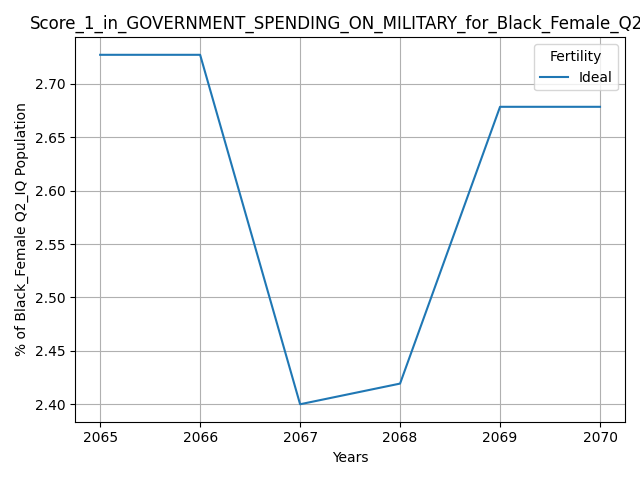 Score_1_in_GOVERNMENT_SPENDING_ON_MILITARY_for_Black_Female_Q2
Fertility
Ideal
% of Black_Female Q2_IQ Population
2.70
2.65
2.60
2.55
2.50
2.45
2.40
2065 2066 2067 2068 2069 2070
Years